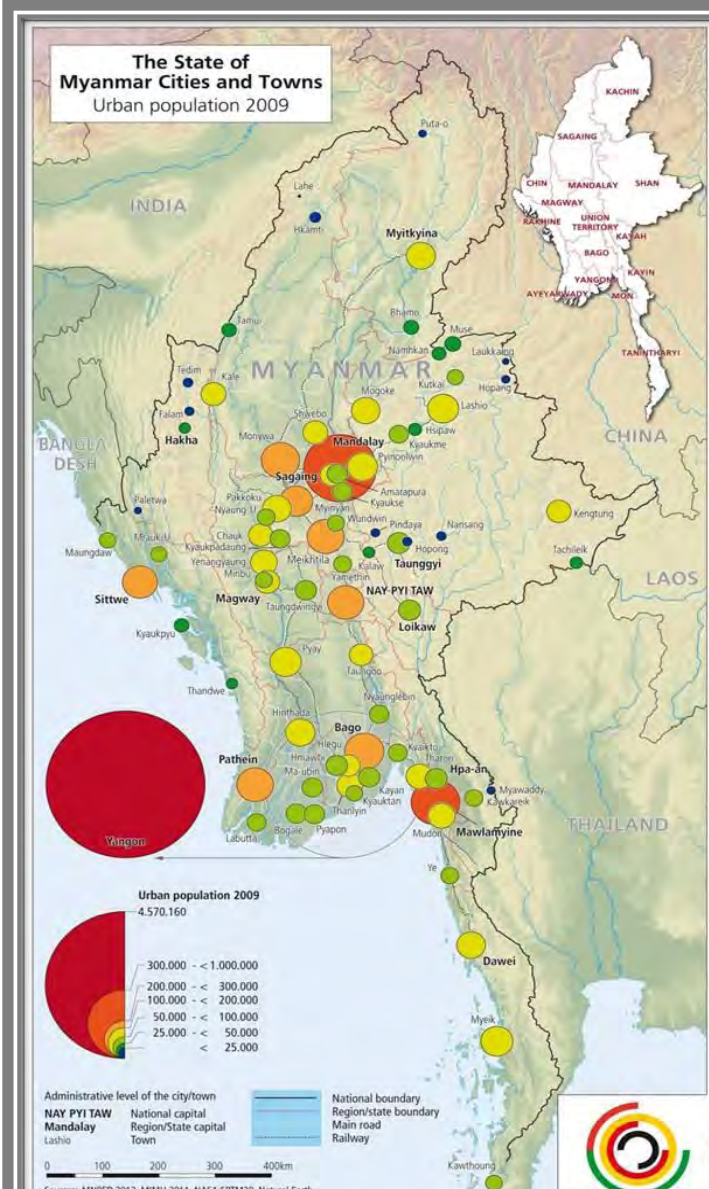 The State of
Myanmar Cities and Towns
Urban population 2009
KACHIN
SAGAING
CHIN
MANDALAY
SHAN
MAGWAY
RAKHINE
UNION
TERRITORY
KAYAH
BAGO
KAYIN
YANGON
AYEYARWADY
MON
TANINTHARYI
Puta-o
Lahe
INDIA
Hkamti
Myitkyina
Tamu
Bhamo
Muse
Namhkan
Laukkaing
MYANMAR
Tedim
Kale
Kutkai
Hopang
Mogoke
Lashio
Falam
Shwebo
Hsipaw
Hakha
Monywa
Mandalay
Kyaukme
CHINA
BANGLA
DESH
Pyinoolwin
Sagaing
Amarapura
Pakkoku
Kyaukse
Paletwa
Nyaung U
Myinyan
Wundwin
Kengtung
Mrauk-U
Chauk
Pindaya
Nansang
Maungdaw
Kyaukpadaung
Hopong
Yenangyaung
Meikhtila
Kalaw
Taunggyi
Tachileik
Minbu
Yamethin
LAOS
Sittwe
Magway
NAY PYI TAW
Taungdwingyi
Loikaw
Kyaukpyu
Pyay
Taungoo
Thandwe
Nyaunglebin
Hinthada
Bago
Hlegu
Kyaikto
Pathein
Hmawbi
Tharon
Ma-ubin
Hpa-an
Kayan
Myawaddy
Kyauktan
Kawkareik
Yangon
Thanlyin
THAILAND
Labutta
Bogale
Pyapon
Mudon
Mawlamyine
Ye
Urban population 2009
4.570.160
300.000 - < 1.000.000
200.000 - < 300.000
100.000 - < 200.000
50.000 - < 100.000
25.000 - < 50.000
< 25.000
Dawei
Myeik
Administrative level of the city/town
NAY PYI TAW National capital
Mandalay Region/State capital
Lashio Town
National boundary
Region/state boundary
Main road
Railway
0 100 200 400km
Kawthoung